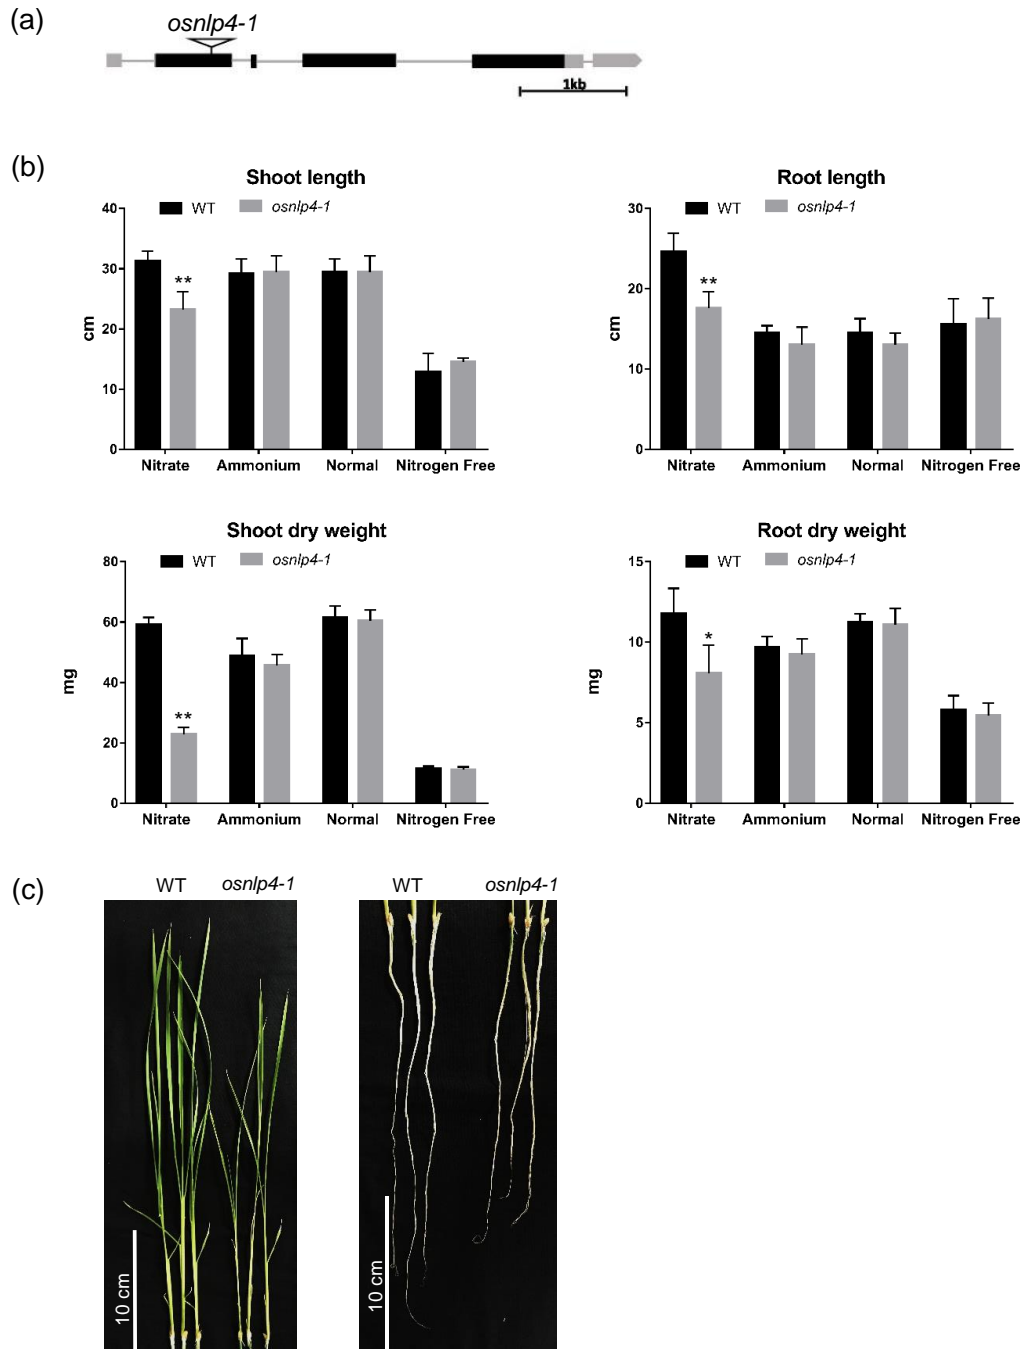 (a)
osnlp4-1
1kb
(b)
Shoot length
WT osnlp4-1
40
30
20
10
0
cm
**
Nitrate Ammonium Normal Nitrogen Free
Root length
WT osnlp4-1
30
20
10
0
cm
**
Nitrate Ammonium Normal Nitrogen Free
Shoot dry weight
WT osnlp4-1
80
60
40
20
0
mg
**
Nitrate Ammonium Normal Nitrogen Free
Root dry weight
WT osnlp4-1
15
10
5
0
mg
*
Nitrate Ammonium Normal Nitrogen Free
(c)
WT osnlp4-1
10 cm
WT osnlp4-1
10 cm